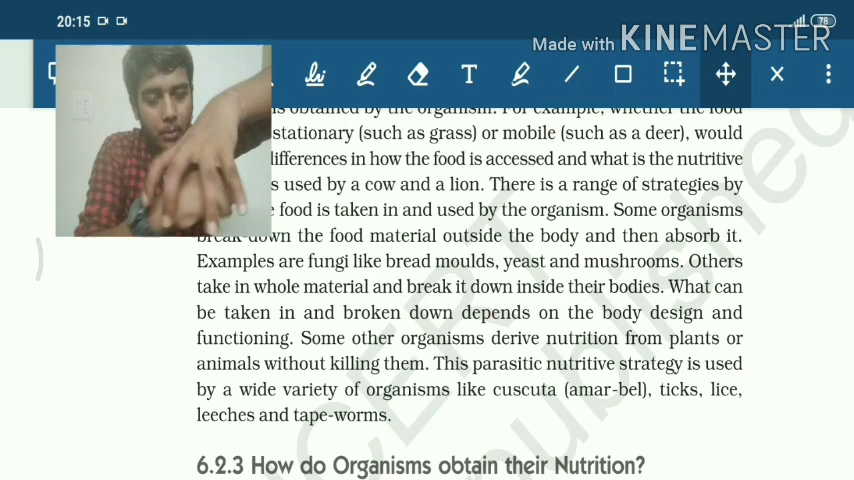 20:15
78
Made with KINEMASTER
T
is obtained by the organism. For example, whether the food
stationary (such as grass) or mobile (such as a deer), would
differences in how the food is accessed and what is the nutritive
s used by a cow and a lion. There is a range of strategies by
e food is taken in and used by the organism. Some organisms
break-down the food material outside the body and then absorb it.
Examples are fungi like bread moulds, yeast and mushrooms. Others
take in whole material and break it down inside their bodies. What can
be taken in and broken down depends on the body design and
functioning. Some other organisms derive nutrition from plants or
animals without killing them. This parasitic nutritive strategy is used
by a wide variety of organisms like cuscuta (amar-bel), ticks, lice,
leeches and tape-worms.
6.2.3 How do Organisms obtain their Nutrition?